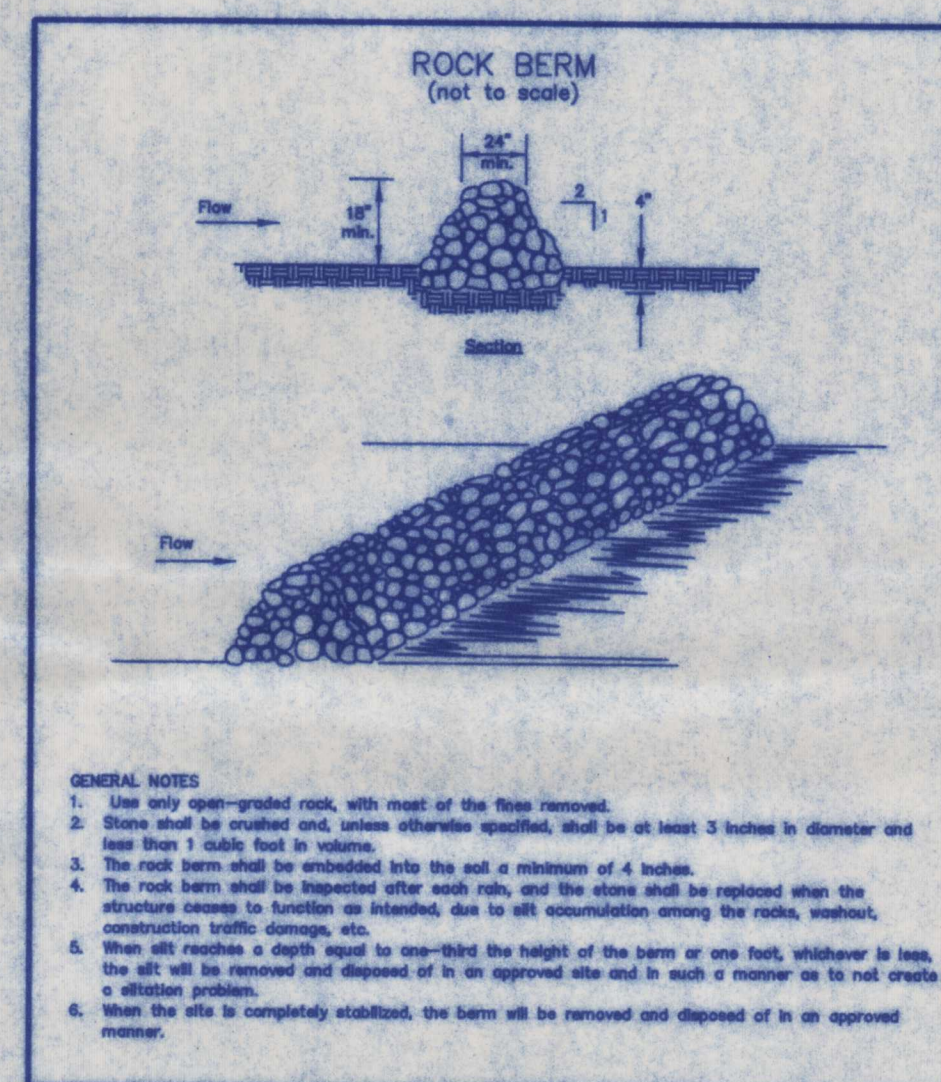 ROCK BERM
(not to scale)
24"
min.
2
4"
Flow
18"
min.
1
Section
Flow
GENERAL NOTES
1. Use only open-graded rock, with most of the fines removed.
2. Stone shall be crushed and, unless otherwise specified, shall be at least 3 inches in diameter and
less than 1 cubic foot in volume.
3. The rock berm shall be embedded into the soil a minimum of 4 inches.
4. The rock berm shall be inspected after each rain, and the stone shall be replaced when the
structure ceases to function as intended, due to silt accumulation among the rocks, washout,
construction traffic damage, etc.
5. When silt reaches a depth equal to one-third the height of the berm or one foot, whichever is less,
the silt will be removed and disposed of in an approved site and in such a manner as to not create
a siltation problem.
6. When the site is completely stabilized, the berm will be removed and disposed of in an approved
manner.